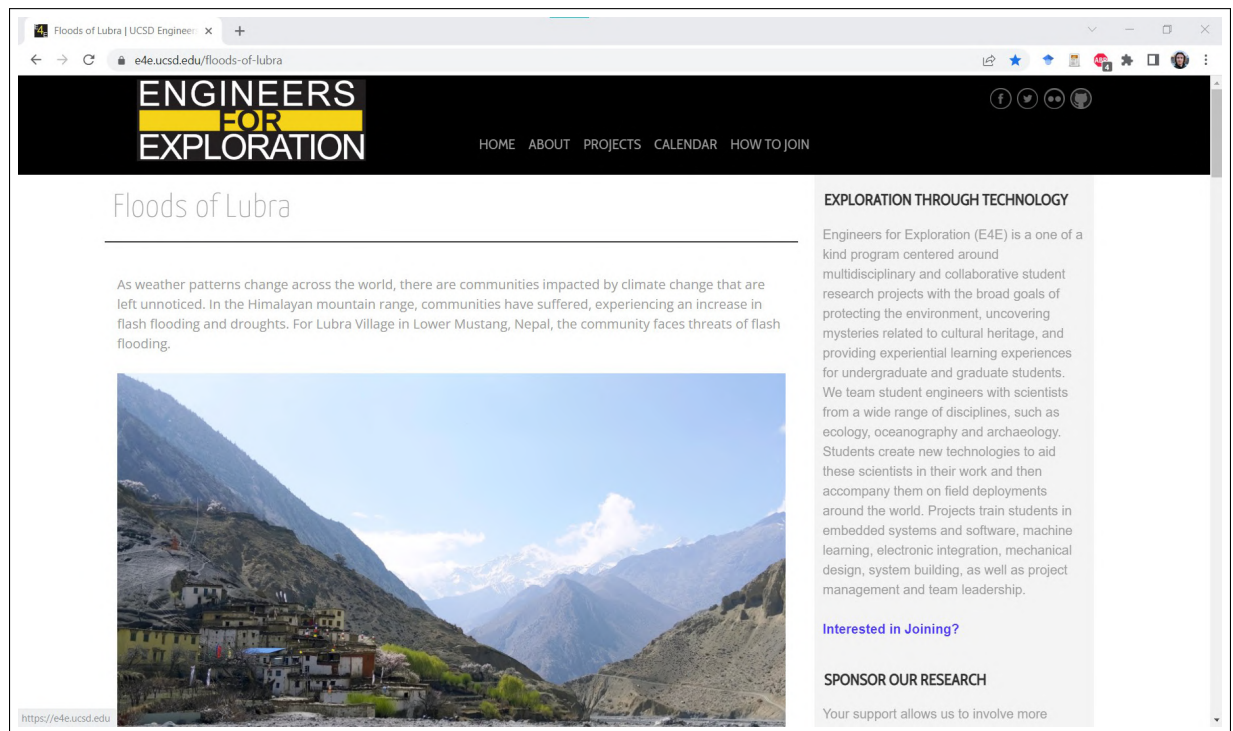 Floods of Lubra | UCSD Engineer
e4e.ucsd.edu/floods-of-lubra
ABP
4
ENGINEERS
FOR
EXPLORATION
HOME ABOUT PROJECTS CALENDAR HOW TO JOIN
Floods of Lubra
As weather patterns change across the world, there are communities impacted by climate change that are
left unnoticed. In the Himalayan mountain range, communities have suffered, experiencing an increase in
flash flooding and droughts. For Lubra Village in Lower Mustang, Nepal, the community faces threats of flash
flooding.
EXPLORATION THROUGH TECHNOLOGY
Engineers for Exploration (E4E) is a one of a
kind program centered around
multidisciplinary and collaborative student
research projects with the broad goals of
protecting the environment, uncovering
mysteries related to cultural heritage, and
providing experiential learning experiences
for undergraduate and graduate students.
We team student engineers with scientists
from a wide range of disciplines, such as
ecology, oceanography and archaeology.
Students create new technologies to aid
these scientists in their work and then
accompany them on field deployments
around the world. Projects train students in
embedded systems and software, machine
learning, electronic integration, mechanical
design, system building, as well as project
management and team leadership.
Interested in Joining?
SPONSOR OUR RESEARCH
Your support allows us to involve more
https://e4e.ucsd.edu